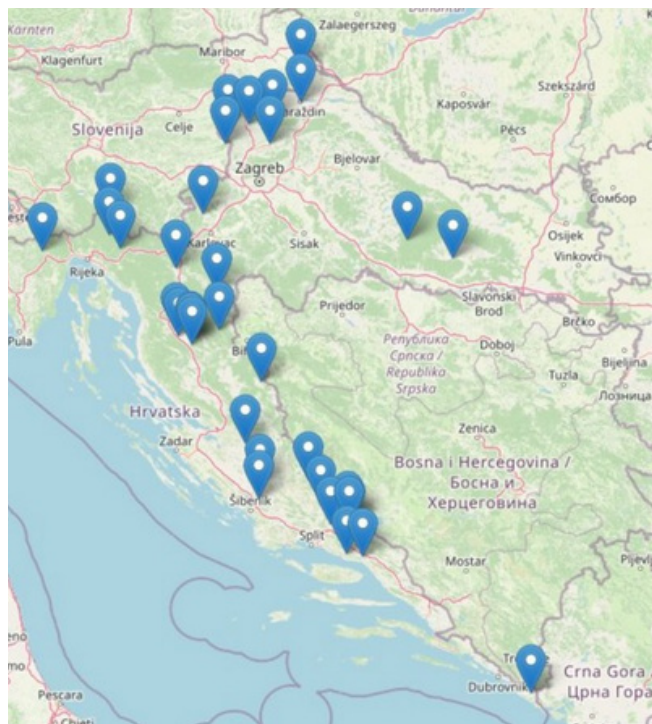 Kärnten
Zalaegerszeg
Klagenfurt
Maribor
Kaposvár
Szekszárd
Celje
Slovenija
Pécs
Zagreb
Bjelovar
Сомбор
Karlovac
Sisak
Osijek
Vinkovci
Rijeka
Prijedor
Slavonski
Brod
Pula
Brčko
Република
Српска /
Republika
Srpska
Doboj
Bijeljina
Tuzla
Лозница
Hrvatska
Zadar
Zenica
Bosna i Hercegovina /
Босна и
Херцеговина
Šibenik
Split
Mostar
Dubrovnik
Crna Gora /
Црна Гора
Pescara
Chieti